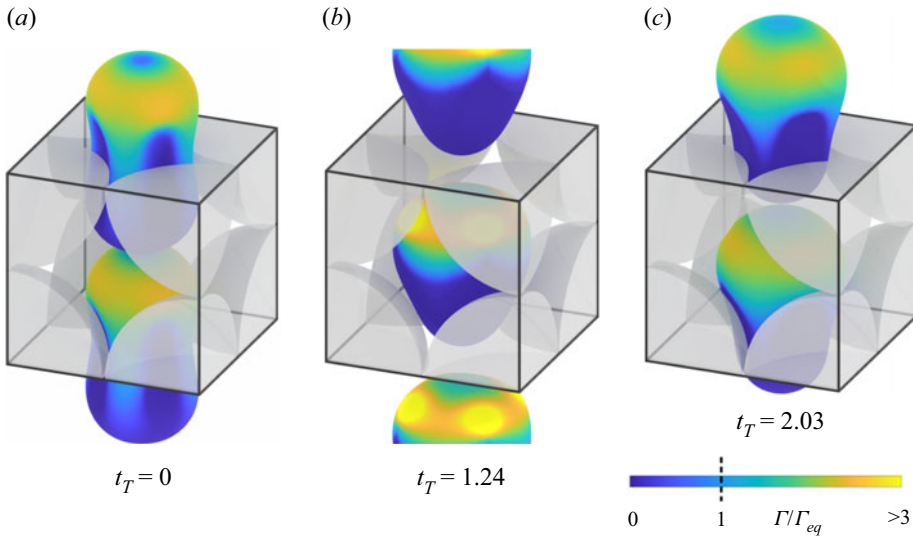 (a)
(b)
(c)
t_T = 0
t_T = 1.24
t_T = 2.03
0 1 Γ/Γ_eq >3